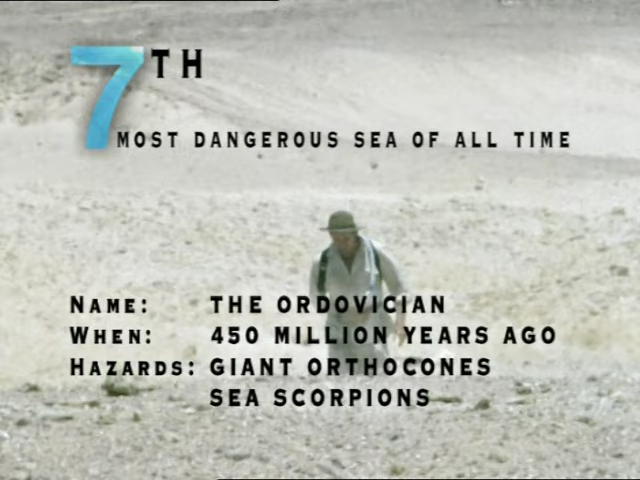 7TH
MOST DANGEROUS SEA OF ALL TIME
NAME: THE ORDOVICIAN
WHEN: 450 MILLION YEARS AGO
HAZARDS: GIANT ORTHOCONES
SEA SCORPIONS